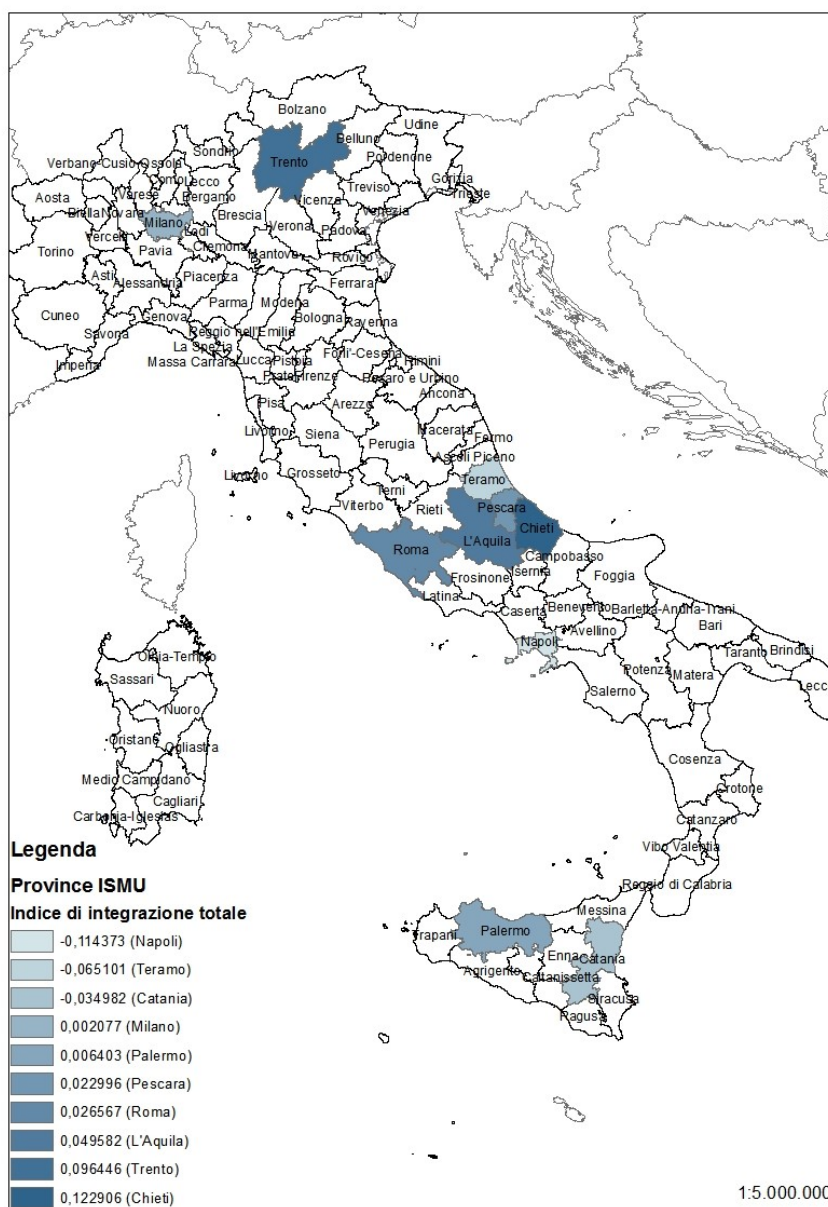 Bolzano
Udine
Belluno
Sondrio
Trento
Pordenone
Verbano-Cusio-Ossola
Como
Lecco
Gorizia
Treviso
Trieste
Aosta
Varese
Bergamo
Vicenza
Venezia
Biella
Novara
Milano
Brescia
Verona
Padova
Lodi
Vercelli
Cremona
Mantova
Rovigo
Torino
Pavia
Piacenza
Asti
Alessandria
Ferrara
Parma
Modena
Cuneo
Genova
Bologna
Ravenna
Savona
Reggio nell'Emilia
La Spezia
Forli'-Cesena
Rimini
Massa Carrara
Lucca
Pistoia
Imperia
Prato
Firenze
Pesaro e Urbino
Ancona
Pisa
Arezzo
Livorno
Siena
Macerata
Perugia
Fermo
Ascoli Piceno
Livorno
Grosseto
Teramo
Terni
Viterbo
Rieti
Pescara
Chieti
Roma
L'Aquila
Campobasso
Frosinone
Isernia
Foggia
Latina
Caserta
Benevento
Barletta-Andria-Trani
Bari
Napoli
Avellino
Olbia-Tempio
Potenza
Matera
Taranto
Brindisi
Sassari
Salerno
Lecc
Nuoro
Oristano
Ogliastra
Cosenza
Medio Campidano
Crotone
Cagliari
Carbonia-Iglesias
Catanzaro
Vibo Valentia
Reggio di Calabria
Messina
Trapani
Palermo
Enna
Catania
Agrigento
Caltanissetta
Siracusa
Ragusa
Legenda
Province ISMU
Indice di integrazione totale
-0,114373 (Napoli)
-0,065101 (Teramo)
-0,034982 (Catania)
0,002077 (Milano)
0,006403 (Palermo)
0,022996 (Pescara)
0,026567 (Roma)
0,049582 (L'Aquila)
0,096446 (Trento)
0,122906 (Chieti)
1:5.000.000